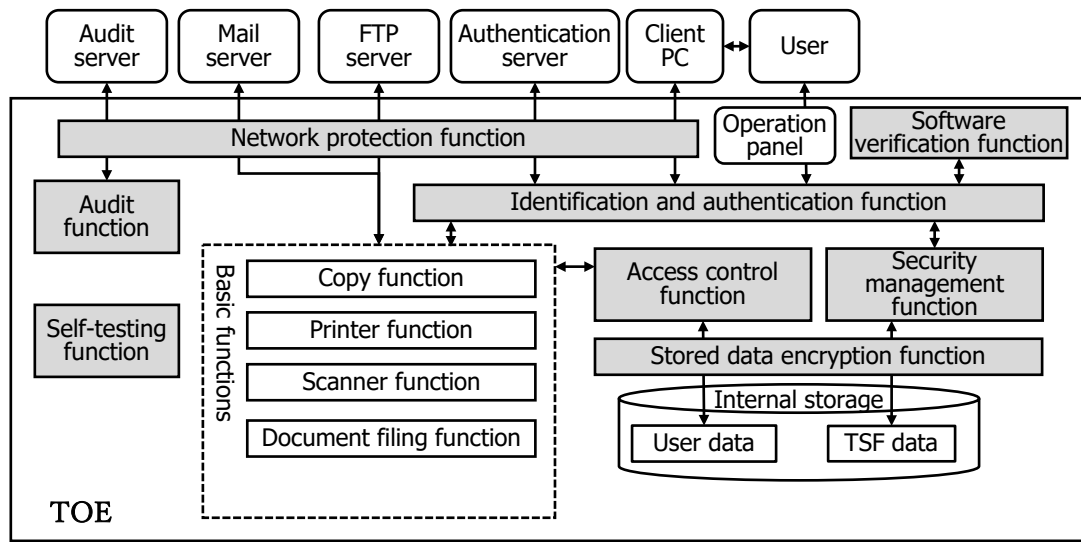 Audit
server
Mail
server
FTP
server
Authentication
server
Client
PC
User
Network protection function
Operation
panel
Software
verification function
Audit
function
Identification and authentication function
Basic functions
Copy function
Printer function
Scanner function
Document filing function
Access control
function
Security
management
function
Self-testing
function
Stored data encryption function
Internal storage
User data
TSF data
TOE